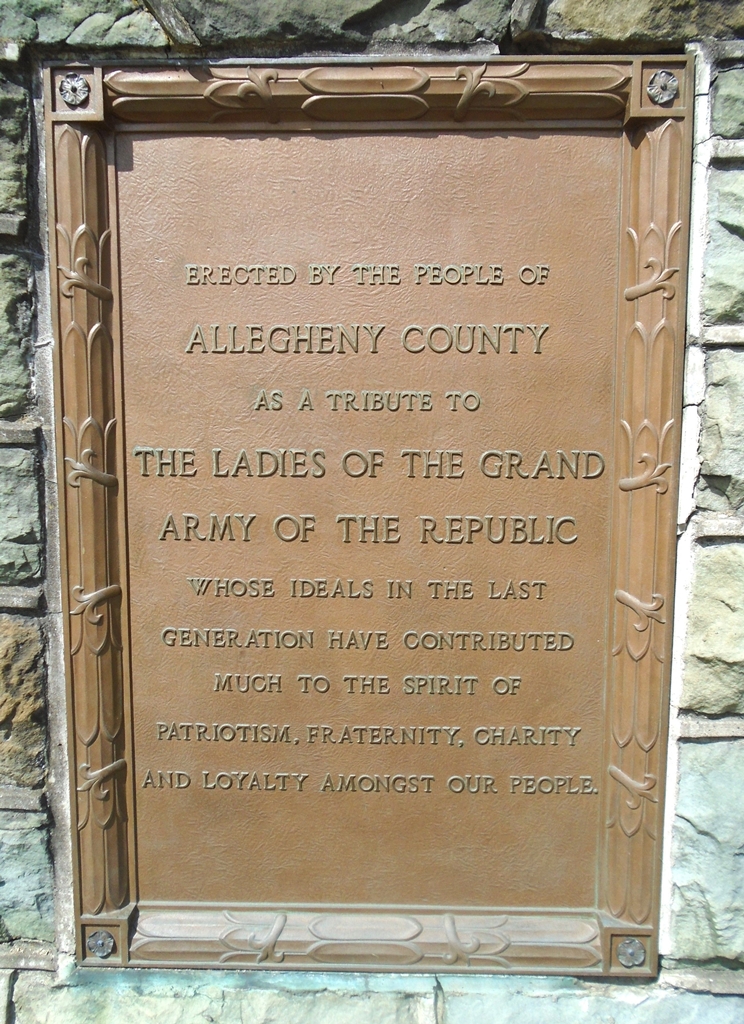 ERECTED BY THE PEOPLE OF
ALLEGHENY COUNTY
AS A TRIBUTE TO
THE LADIES OF THE GRAND
ARMY OF THE REPUBLIC
WHOSE IDEALS IN THE LAST
GENERATION HAVE CONTRIBUTED
MUCH TO THE SPIRIT OF
PATRIOTISM, FRATERNITY, CHARITY
AND LOYALTY AMONGST OUR PEOPLE.